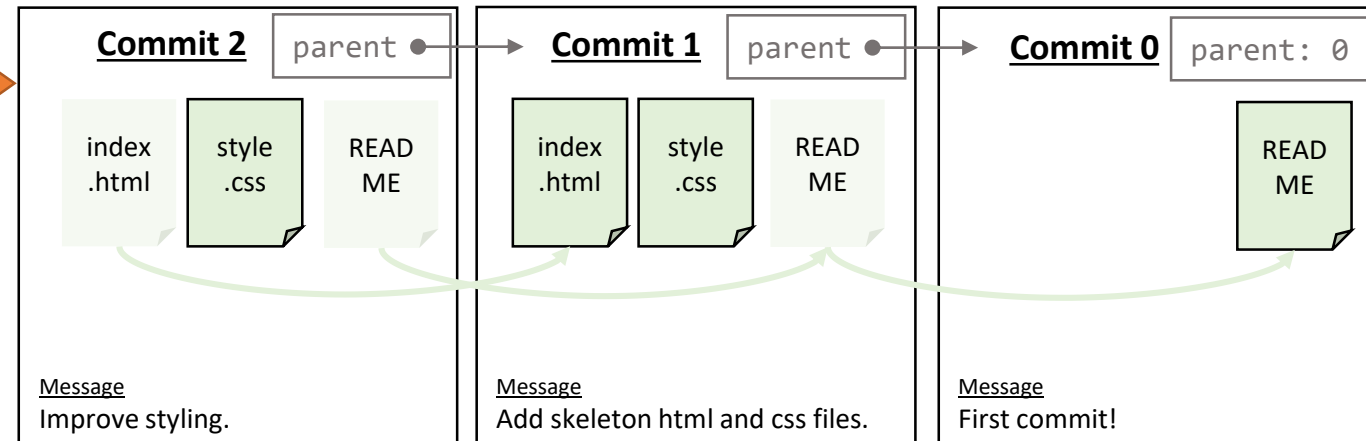 Commit 2
parent
index
.html
style
.css
READ
ME
Message
Improve styling.
Commit 1
parent
index
.html
style
.css
READ
ME
Message
Add skeleton html and css files.
Commit 0
parent: 0
READ
ME
Message
First commit!